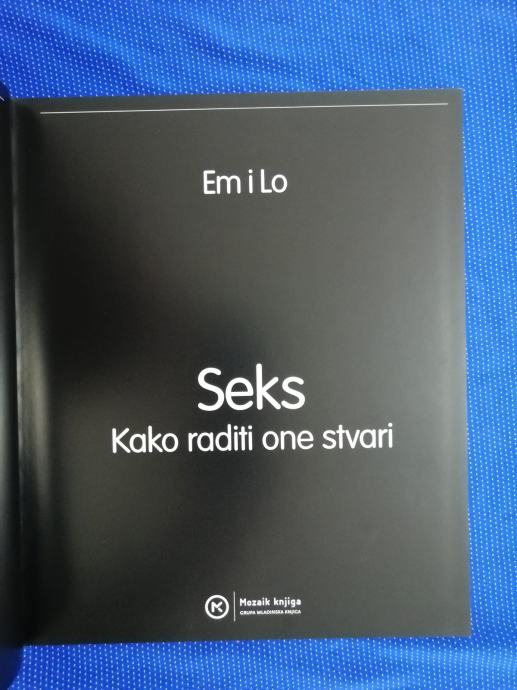 Em i Lo
Seks
Kako raditi one stvari
Mozaik knjiga
GRUPA MLADINSKA KNJIGA